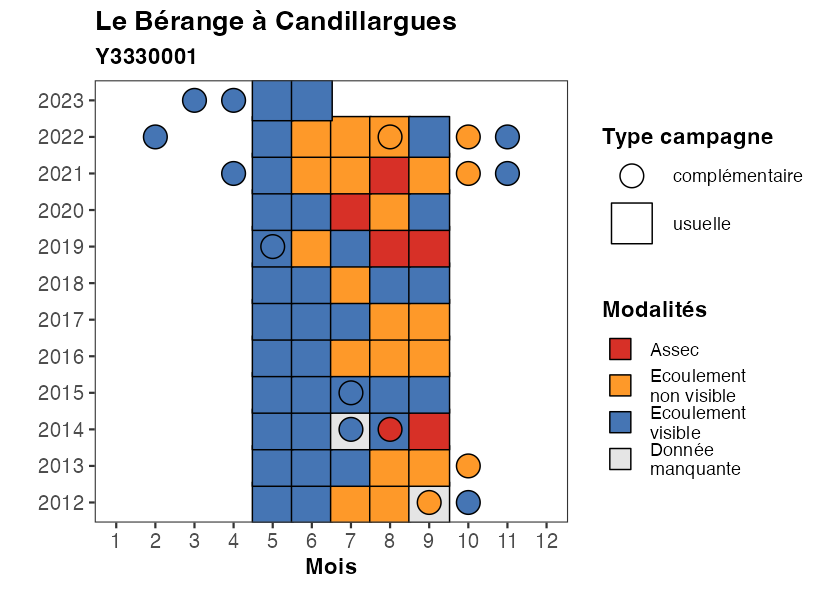 Le Bérange à Candillargues
Y3330001
2023
2022
2021
2020
2019
2018
2017
2016
2015
2014
2013
2012
1 2 3 4 5 6 7 8 9 10 11 12
Mois
Type campagne
complémentaire
usuelle
Modalités
Assec
Ecoulement
non visible
Ecoulement
visible
Donnée
manquante